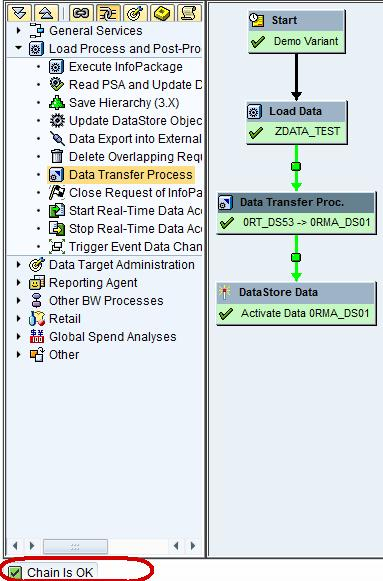 General Services
Load Process and Post-Pro
Execute InfoPackage
Read PSA and Update D
Save Hierarchy (3.X)
Update DataStore Objec
Data Export into External
Delete Overlapping Requ
Data Transfer Process
Close Request of InfoPa
Start Real-Time Data Acc
Stop Real-Time Data Acc
Trigger Event Data Chan
Data Target Administration
Reporting Agent
Other BW Processes
Retail
Global Spend Analyses
Other
Start
Demo Variant
Load Data
ZDATA_TEST
Data Transfer Proc.
0RT_DS53 -> 0RMA_DS01
DataStore Data
Activate Data 0RMA_DS01
Chain Is OK